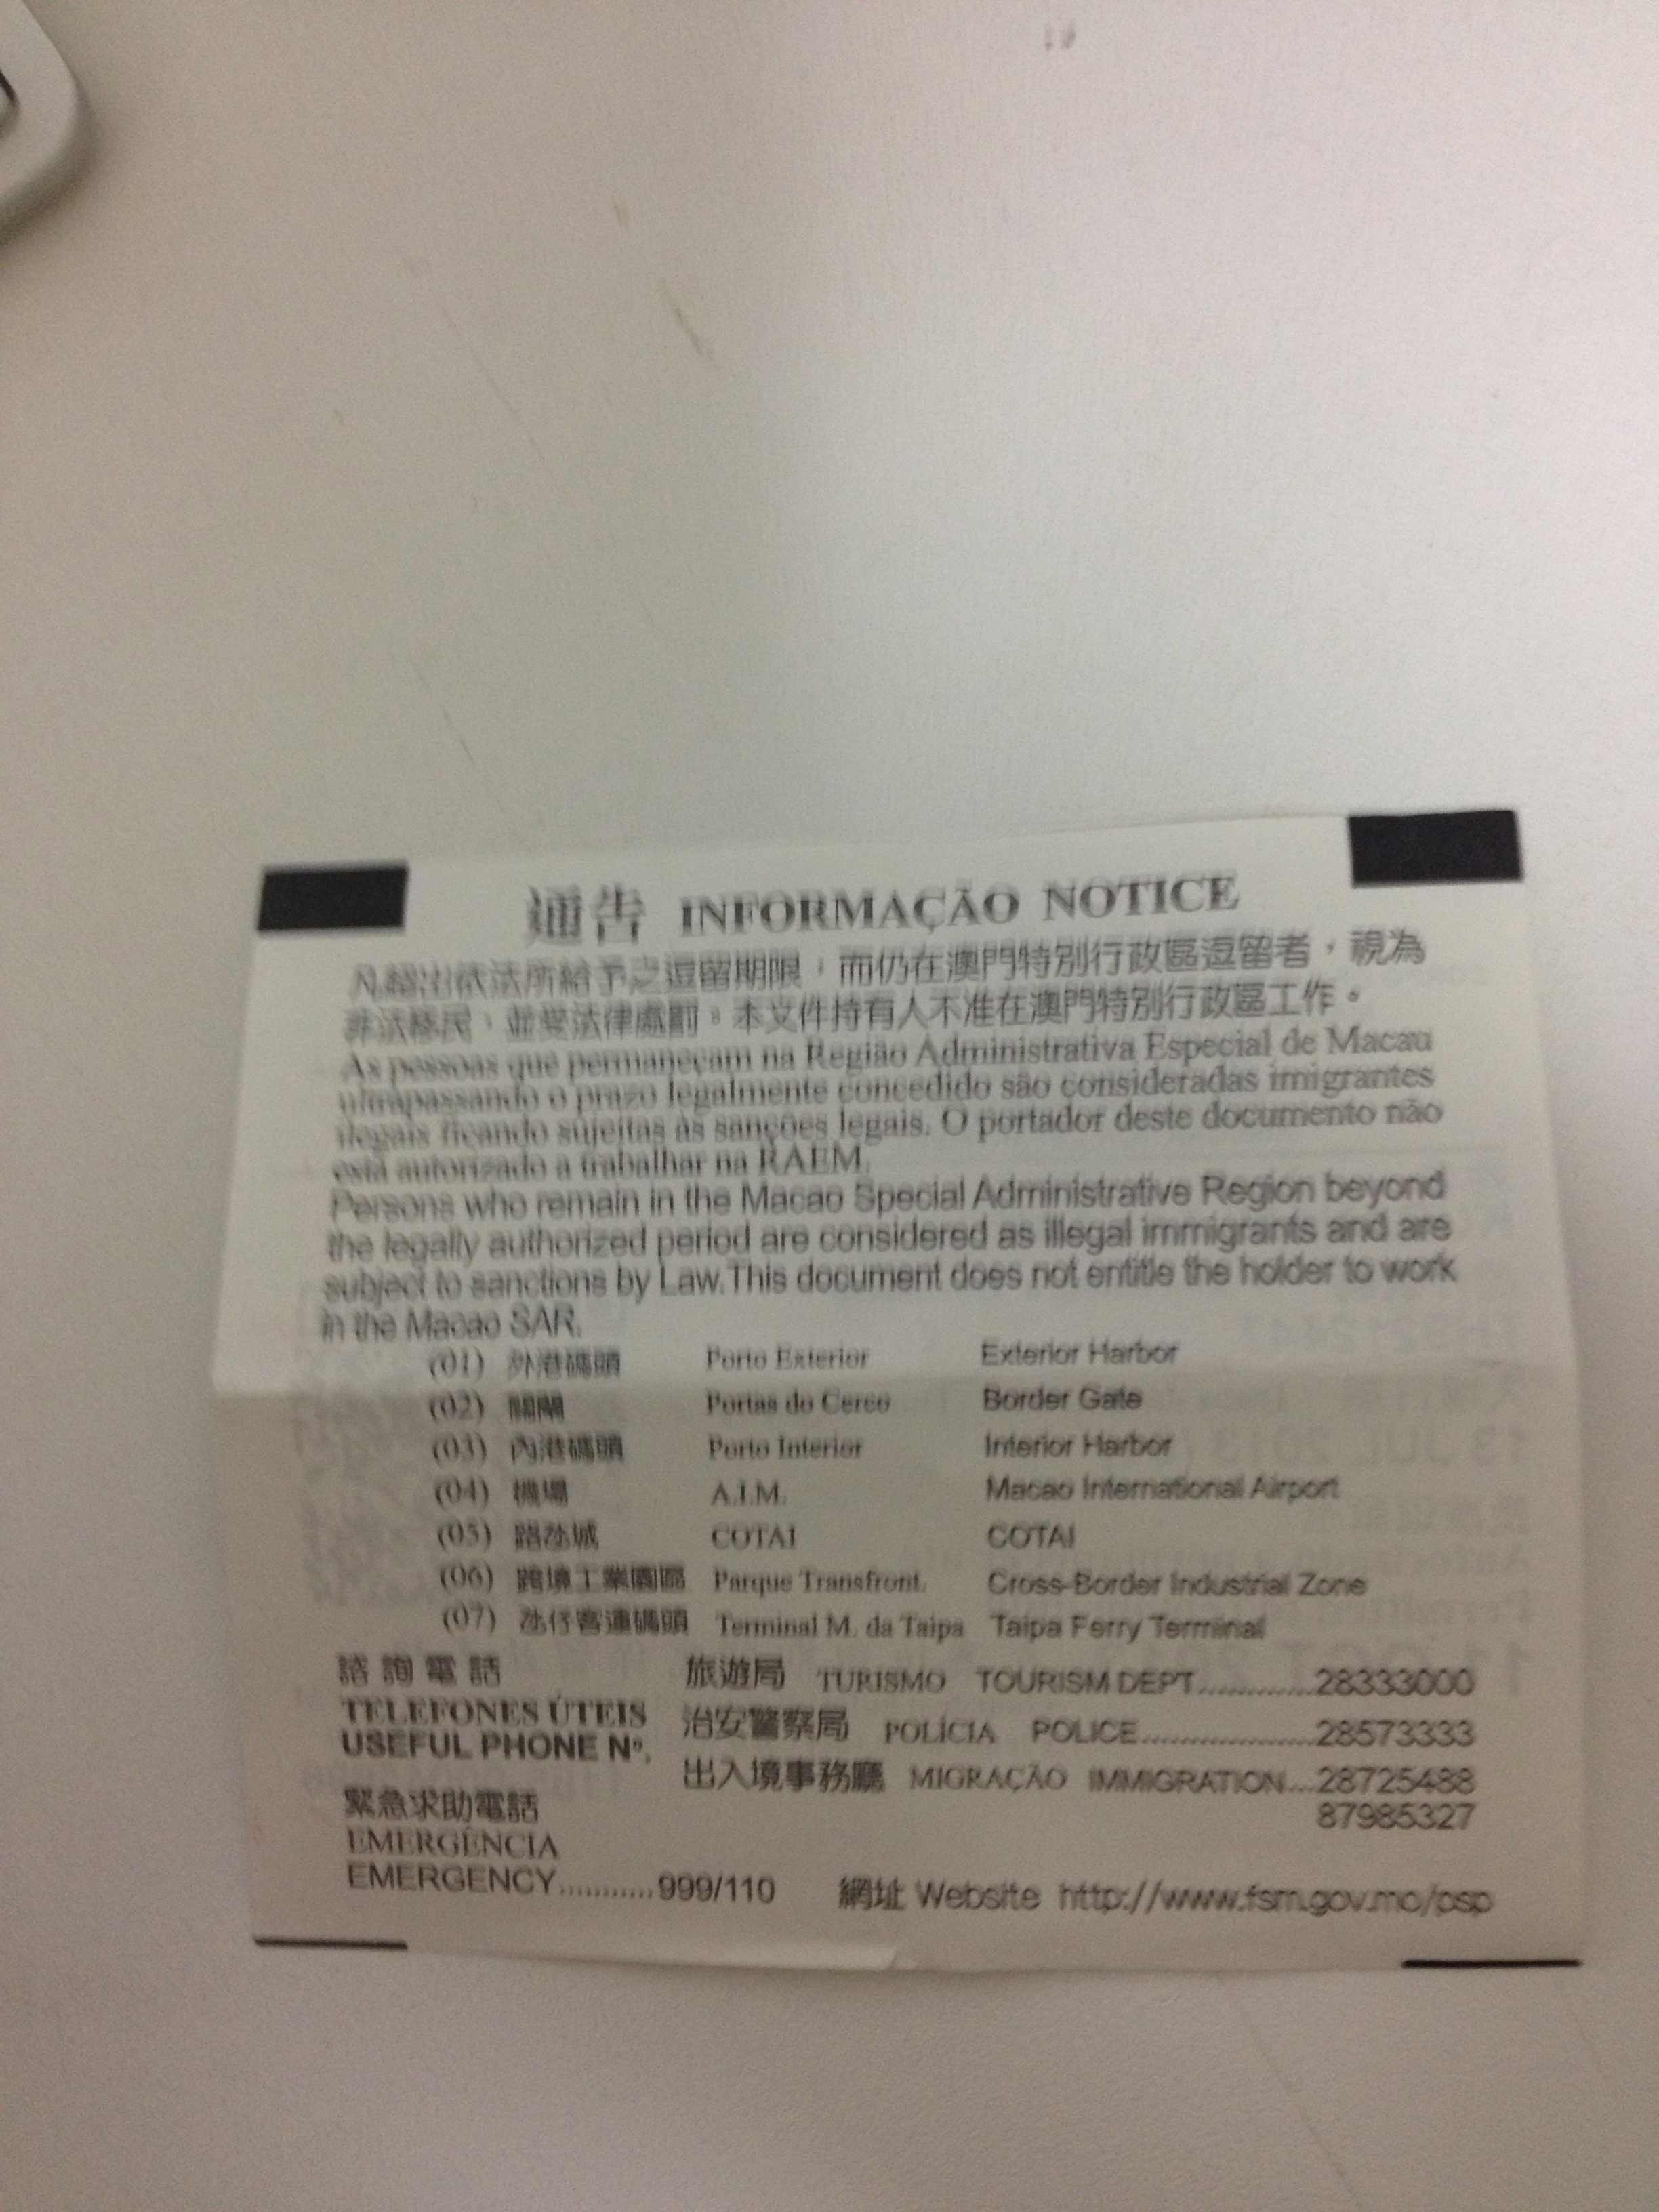 通告 INFORMAÇÃO NOTICE
凡超出依法所給予之逗留期限，而仍在澳門特別行政區逗留者，視為
非法移民，並受法律處罰。本文件持有人不准在澳門特別行政區工作。
As pessoas que permaneçam na Região Administrativa Especial de Macau
ultrapassando o prazo legalmente concedido são consideradas imigrantes
ilegais ficando sujeitas às sanções legais. O portador deste documento não
está autorizado a trabalhar na RAEM.
Persons who remain in the Macao Special Administrative Region beyond
the legally authorized period are considered as illegal immigrants and are
subject to sanctions by Law.This document does not entitle the holder to work
in the Macao SAR.
(01) 外港碼頭 Porto Exterior Exterior Harbor
(02) 關閘 Portas do Cerco Border Gate
(03) 內港碼頭 Porto Interior Interior Harbor
(04) 機場 A.I.M. Macao International Airport
(05) 路氹城 COTAI COTAI
(06) 跨境工業園區 Parque Transfront. Cross-Border Industrial Zone
(07) 氹仔客運碼頭 Terminal M. da Taipa Taipa Ferry Terminal
諮詢電話
TELEFONES ÚTEIS
USEFUL PHONE Nº.
旅遊局 TURISMO TOURISM DEPT.............28333000
治安警察局 POLÍCIA POLICE.....................28573333
出入境事務廳 MIGRAÇÃO IMMIGRATION....28725488
87985327
緊急求助電話
EMERGÊNCIA
EMERGENCY...........999/110
網址 Website http://www.fsm.gov.mo/psp